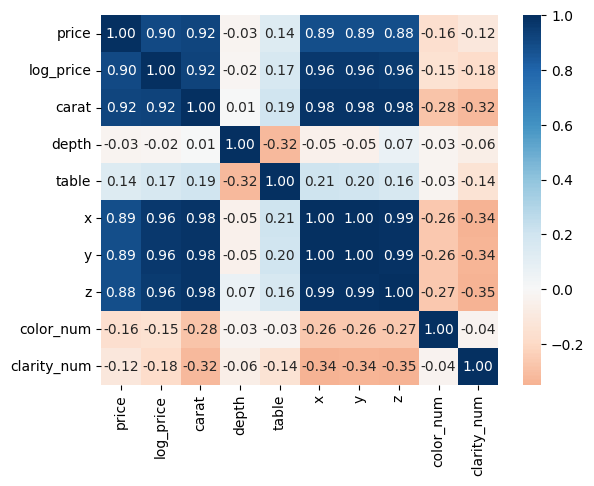 price 1.00 0.90 0.92 -0.03 0.14 0.89 0.89 0.88 -0.16 -0.12
log_price 0.90 1.00 0.92 -0.02 0.17 0.96 0.96 0.96 -0.15 -0.18
carat 0.92 0.92 1.00 0.01 0.19 0.98 0.98 0.98 -0.28 -0.32
depth -0.03 -0.02 0.01 1.00 -0.32 -0.05 -0.05 0.07 -0.03 -0.06
table 0.14 0.17 0.19 -0.32 1.00 0.21 0.20 0.16 -0.03 -0.14
x 0.89 0.96 0.98 -0.05 0.21 1.00 1.00 0.99 -0.26 -0.34
y 0.89 0.96 0.98 -0.05 0.20 1.00 1.00 0.99 -0.26 -0.34
z 0.88 0.96 0.98 0.07 0.16 0.99 0.99 1.00 -0.27 -0.35
color_num -0.16 -0.15 -0.28 -0.03 -0.03 -0.26 -0.26 -0.27 1.00 -0.04
clarity_num -0.12 -0.18 -0.32 -0.06 -0.14 -0.34 -0.34 -0.35 -0.04 1.00
price log_price carat depth table x y z color_num clarity_num
1.0
0.8
0.6
0.4
0.2
0.0
−0.2